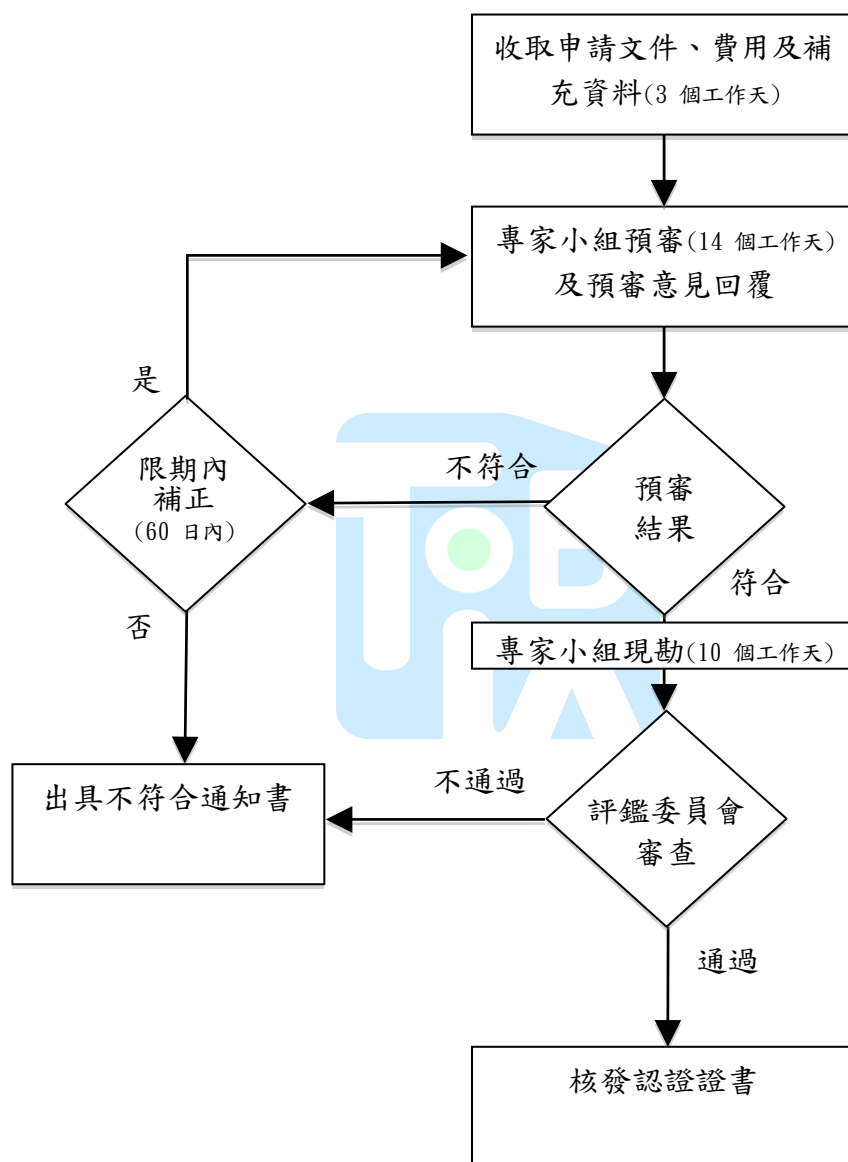 收取申請文件、費用及補
充資料(3 個工作天)
專家小組預審(14 個工作天)
及預審意見回覆
是
限期內
補正
(60 日內)
不符合
預審
結果
符合
否
專家小組現勘(10 個工作天)
出具不符合通知書
不通過
評鑑委員會
審查
通過
核發認證證書